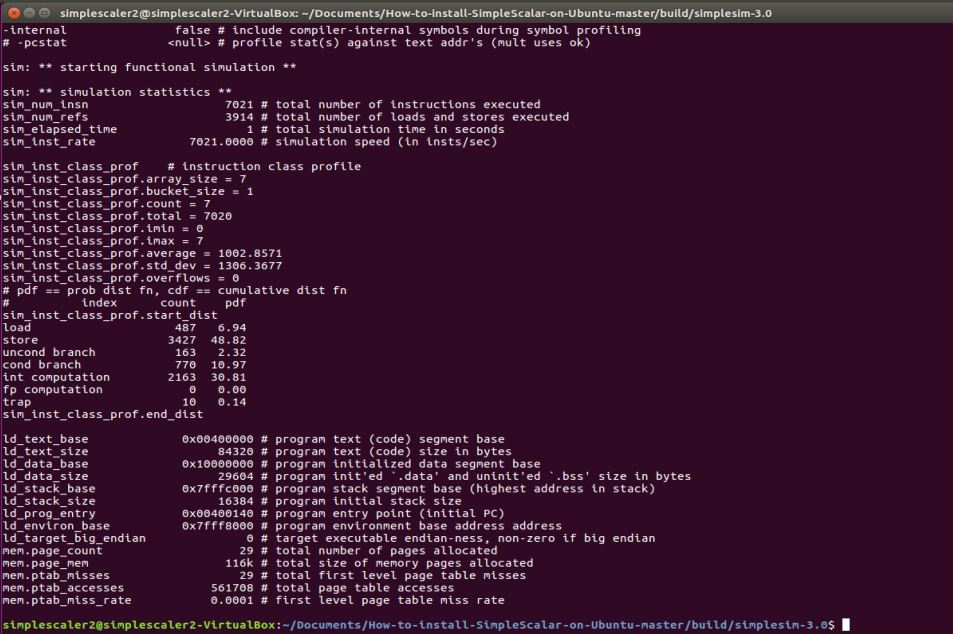 simplescaler2@simplescaler2-VirtualBox: ~/Documents/How-to-install-SimpleScalar-on-Ubuntu-master/build/simplesim-3.0
-internal false # include compiler-internal symbols during symbol profiling
# -pcstat <null> # profile stat(s) against text addr's (mult uses ok)
sim: ** starting functional simulation **
sim: ** simulation statistics **
sim_num_insn 7021 # total number of instructions executed
sim_num_refs 3914 # total number of loads and stores executed
sim_elapsed_time 1 # total simulation time in seconds
sim_inst_rate 7021.0000 # simulation speed (in insts/sec)
sim_inst_class_prof # instruction class profile
sim_inst_class_prof.array_size = 7
sim_inst_class_prof.bucket_size = 1
sim_inst_class_prof.count = 7
sim_inst_class_prof.total = 7020
sim_inst_class_prof.imin = 0
sim_inst_class_prof.imax = 7
sim_inst_class_prof.average = 1002.8571
sim_inst_class_prof.std_dev = 1306.3677
sim_inst_class_prof.overflows = 0
# pdf == prob dist fn, cdf == cumulative dist fn
# index count pdf
sim_inst_class_prof.start_dist
load 487 6.94
store 3427 48.82
uncond branch 163 2.32
cond branch 770 10.97
int computation 2163 30.81
fp computation 0 0.00
trap 10 0.14
sim_inst_class_prof.end_dist
ld_text_base 0x00400000 # program text (code) segment base
ld_text_size 84320 # program text (code) size in bytes
ld_data_base 0x10000000 # program initialized data segment base
ld_data_size 29604 # program init'ed `.data' and uninit'ed `.bss' size in bytes
ld_stack_base 0x7fffc000 # program stack segment base (highest address in stack)
ld_stack_size 16384 # program initial stack size
ld_prog_entry 0x00400140 # program entry point (initial PC)
ld_environ_base 0x7fff8000 # program environment base address address
ld_target_big_endian 0 # target executable endian-ness, non-zero if big endian
mem.page_count 29 # total number of pages allocated
mem.page_mem 116k # total size of memory pages allocated
mem.ptab_misses 29 # total first level page table misses
mem.ptab_accesses 561708 # total page table accesses
mem.ptab_miss_rate 0.0001 # first level page table miss rate
simplescaler2@simplescaler2-VirtualBox:~/Documents/How-to-install-SimpleScalar-on-Ubuntu-master/build/simplesim-3.0$